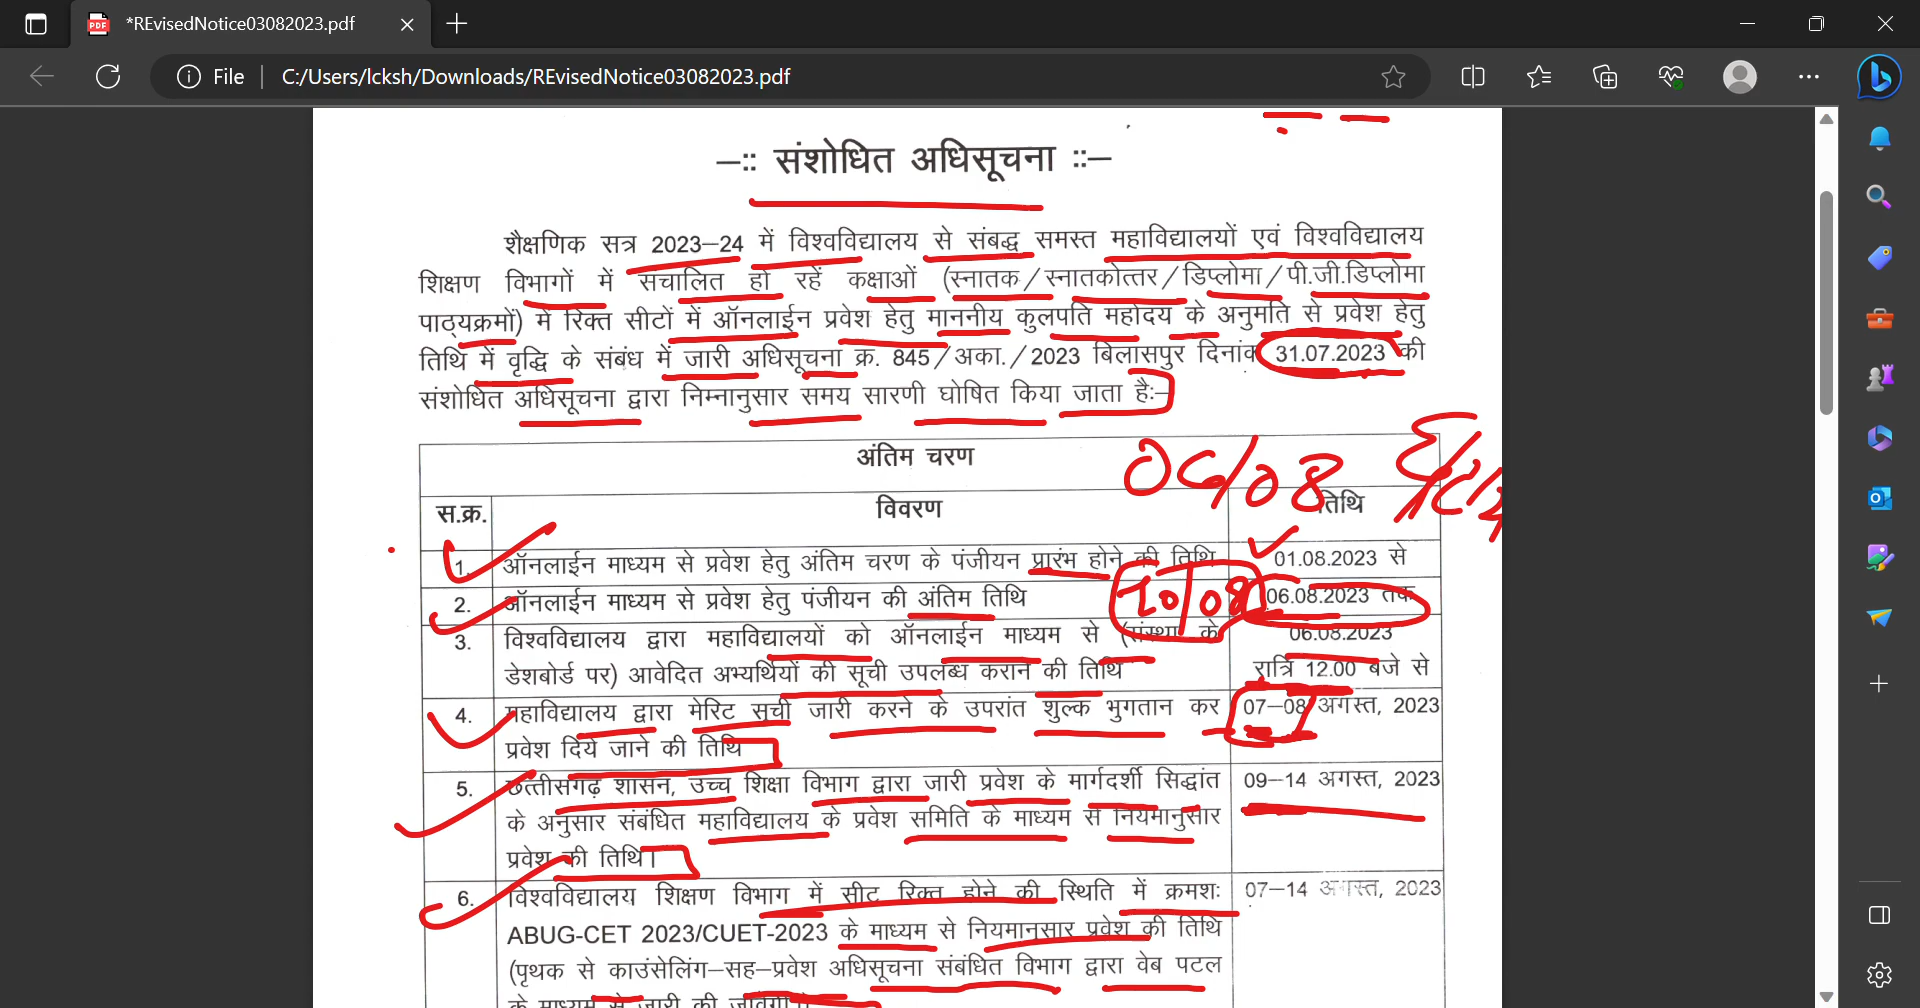 *REvisedNotice03082023.pdf
File C:/Users/lcksh/Downloads/REvisedNotice03082023.pdf
–:: संशोधित अधिसूचना ::–
शैक्षणिक सत्र 2023–24 में विश्वविद्यालय से संबद्ध समस्त महाविद्यालयों एवं विश्वविद्यालय
शिक्षण विभागों में संचालित हो रहें कक्षाओं (स्नातक/स्नातकोत्तर/डिप्लोमा/पी.जी.डिप्लोमा
पाठ्यक्रमों) में रिक्त सीटों में ऑनलाईन प्रवेश हेतु माननीय कुलपति महोदय के अनुमति से प्रवेश हेतु
तिथि में वृद्धि के संबंध में जारी अधिसूचना क्र. 845/अका./2023 बिलासपुर दिनांक 31.07.2023 की
संशोधित अधिसूचना द्वारा निम्नानुसार समय सारणी घोषित किया जाता है:–
अंतिम चरण
06/08
स.क्र. विवरण तिथि
1. ऑनलाईन माध्यम से प्रवेश हेतु अंतिम चरण के पंजीयन प्रारंभ होने की तिथि 01.08.2023 से
2. ऑनलाईन माध्यम से प्रवेश हेतु पंजीयन की अंतिम तिथि 10/08 06.08.2023 तक
3. विश्वविद्यालय द्वारा महाविद्यालयों को ऑनलाईन माध्यम से (संस्था के 06.08.2023
डेशबोर्ड पर) आवेदित अभ्यर्थियों की सूची उपलब्ध कराने की तिथि रात्रि 12.00 बजे से
4. महाविद्यालय द्वारा मेरिट सूची जारी करने के उपरांत शुल्क भुगतान कर 07–08 अगस्त, 2023
प्रवेश दिये जाने की तिथि
5. छत्तीसगढ़ शासन, उच्च शिक्षा विभाग द्वारा जारी प्रवेश के मार्गदर्शी सिद्धांत 09–14 अगस्त, 2023
के अनुसार संबंधित महाविद्यालय के प्रवेश समिति के माध्यम से नियमानुसार
प्रवेश की तिथि।
6. विश्वविद्यालय शिक्षण विभाग में सीट रिक्त होने की स्थिति में क्रमशः 07–14 अगस्त, 2023
ABUG-CET 2023/CUET-2023 के माध्यम से नियमानुसार प्रवेश की तिथि
(पृथक से काउंसेलिंग–सह–प्रवेश अधिसूचना संबंधित विभाग द्वारा वेब पटल
के माध्यम से जारी की जावेगी